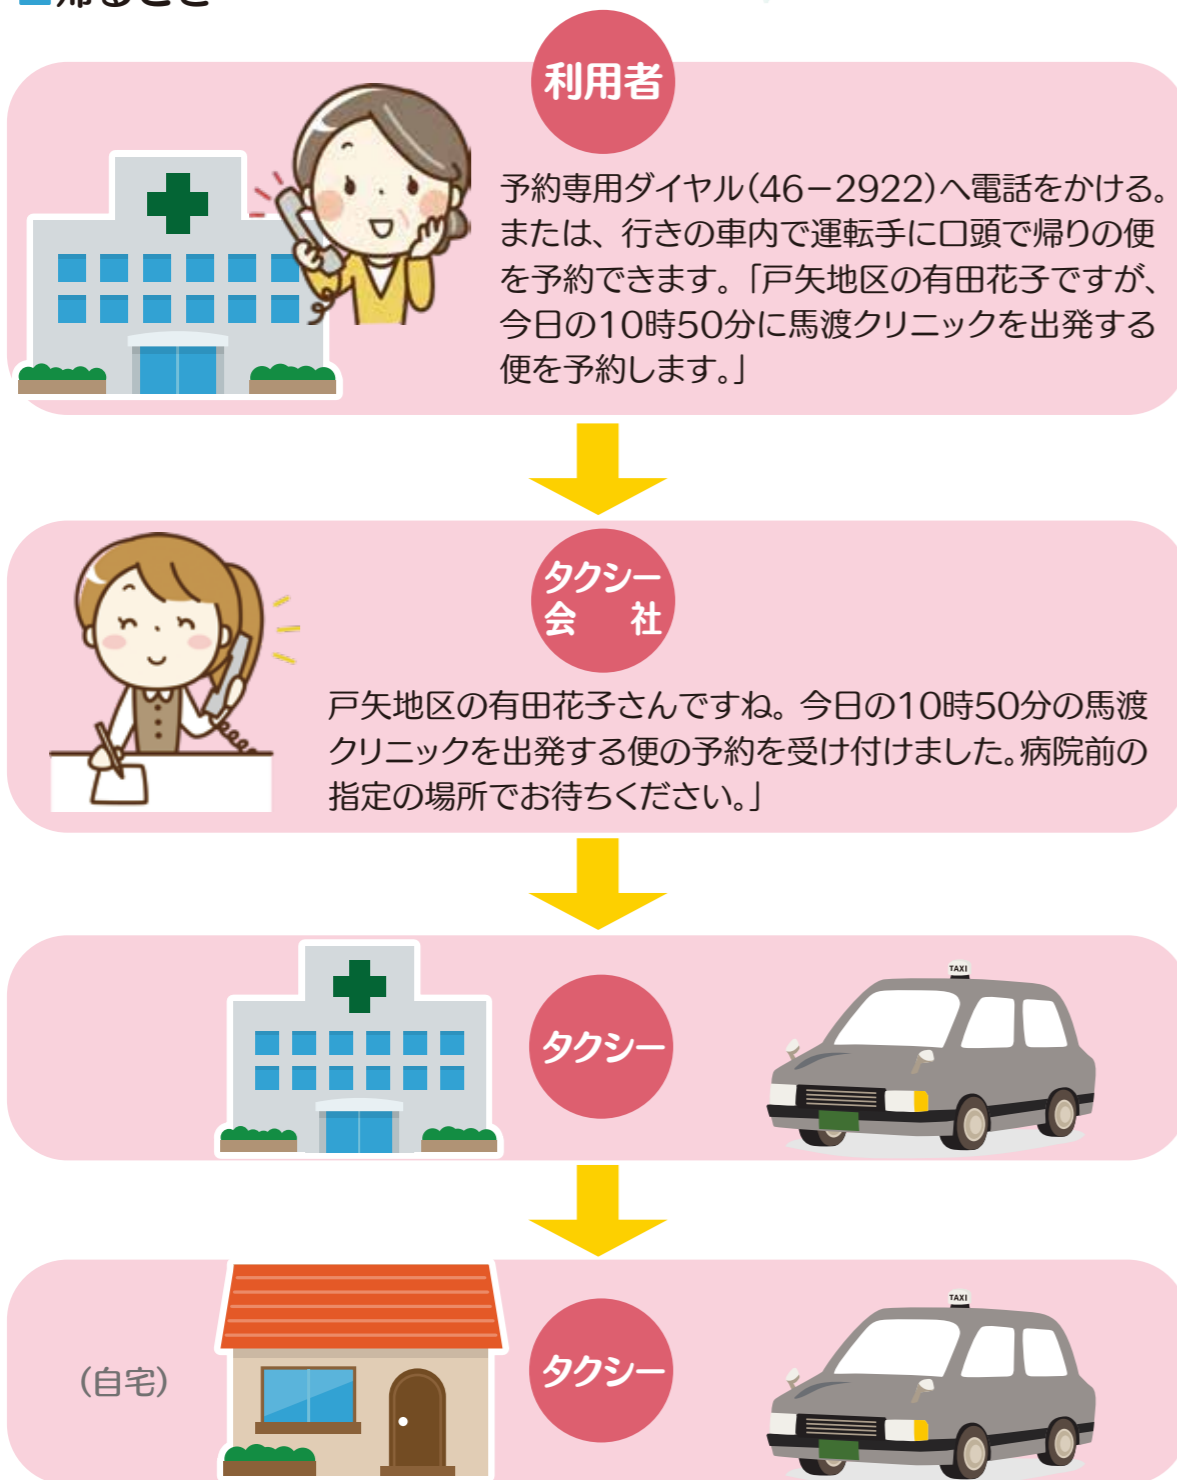 ■帰るとき
利用者
予約専用ダイヤル(46−2922)へ電話をかける。
または、行きの車内で運転手に口頭で帰りの便
を予約できます。「戸矢地区の有田花子ですが、
今日の10時50分に馬渡クリニックを出発する
便を予約します。」
タクシー
会　社
戸矢地区の有田花子さんですね。今日の10時50分の馬渡
クリニックを出発する便の予約を受け付けました。病院前の
指定の場所でお待ちください。」
タクシー
TAXI
(自宅)
タクシー
TAXI